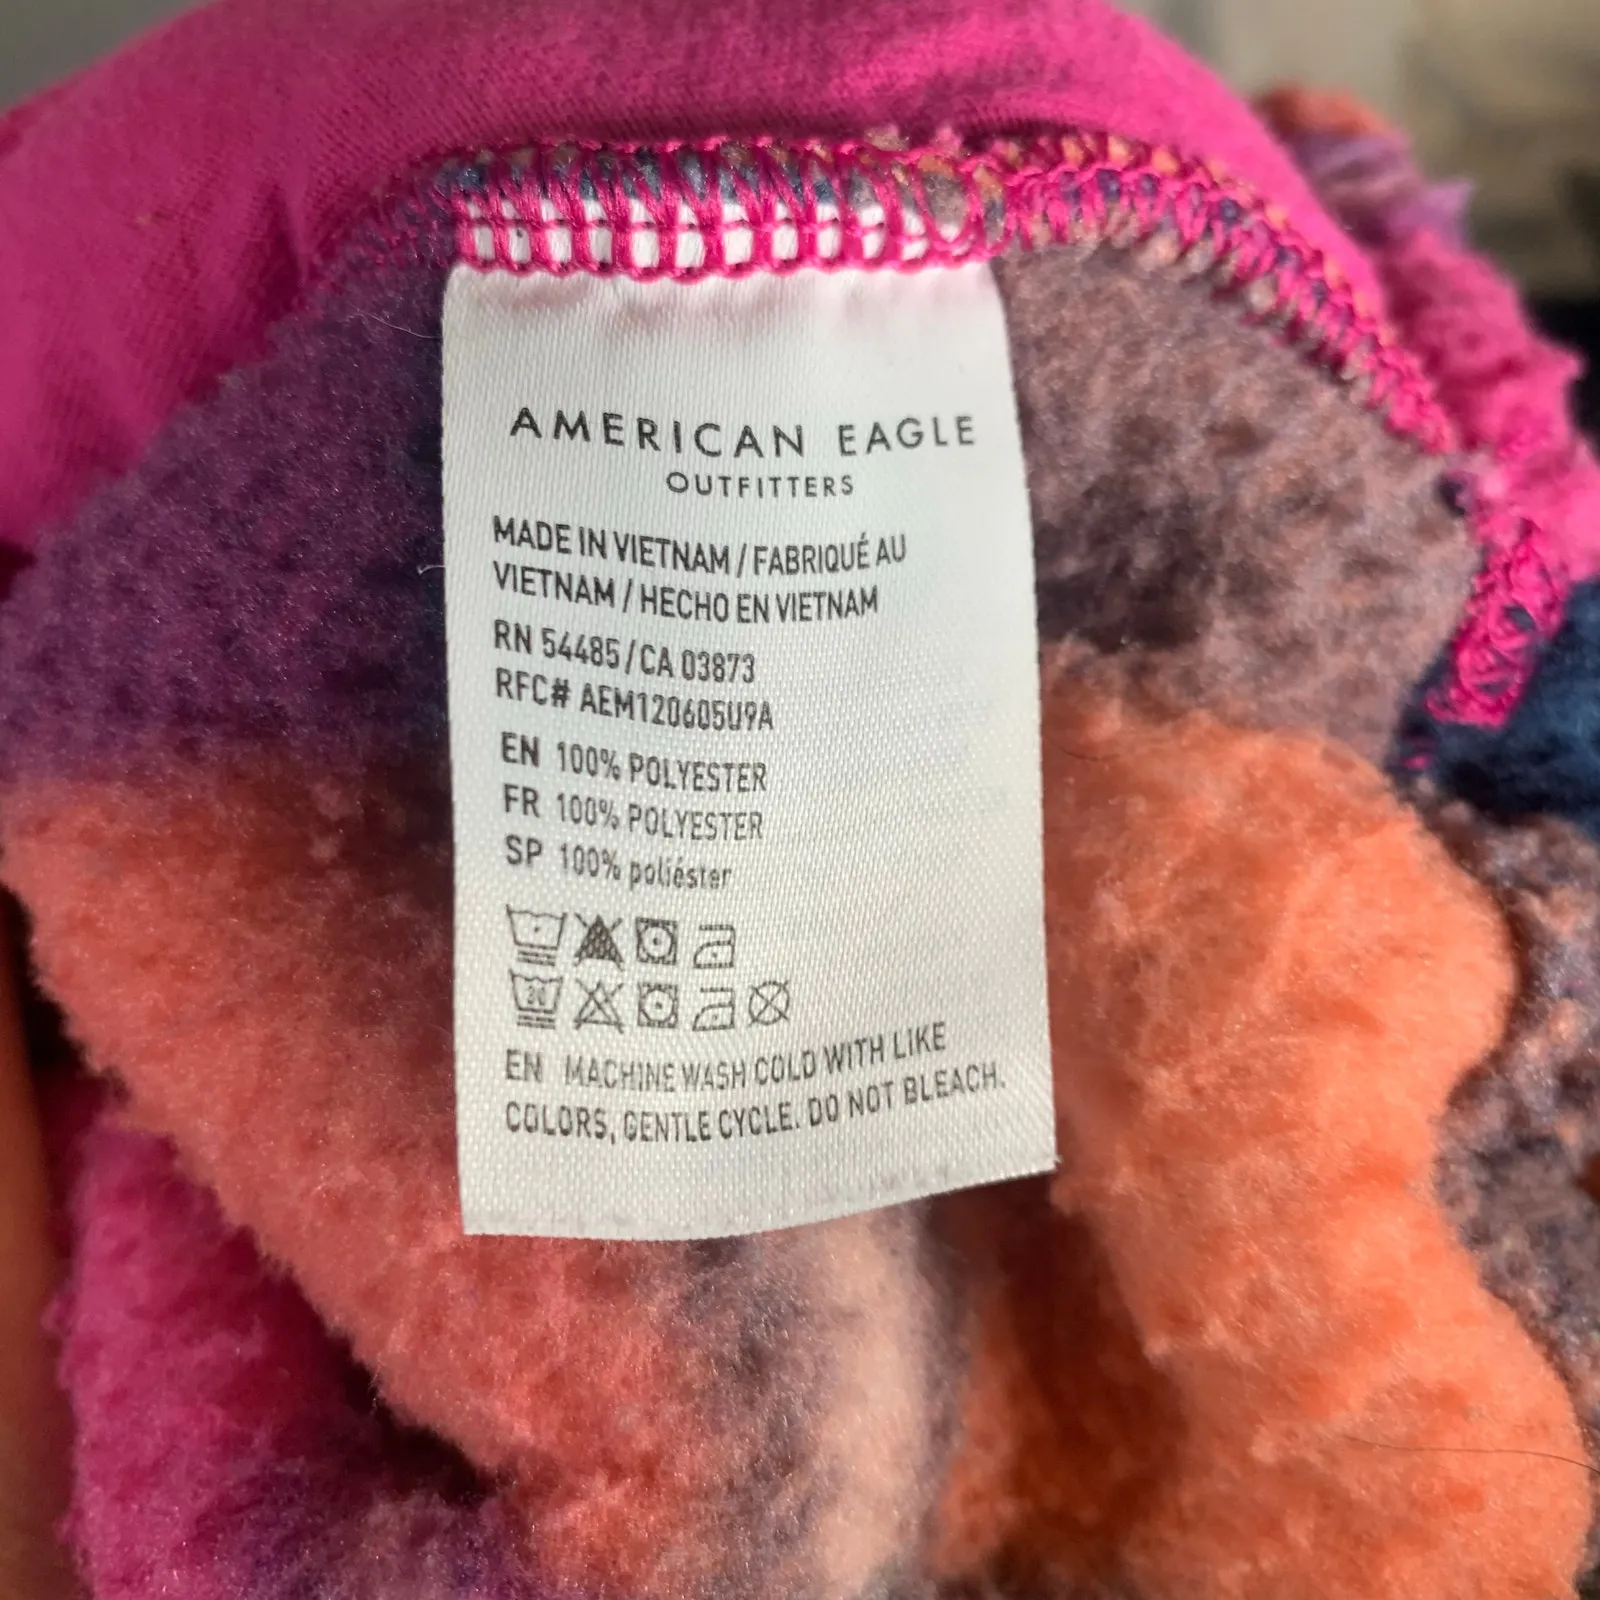 AMERICAN EAGLE
OUTFITTERS
MADE IN VIETNAM / FABRIQUÉ AU
VIETNAM / HECHO EN VIETNAM
RN 54485 / CA 03873
RFC# AEM120605U9A
EN 100% POLYESTER
FR 100% POLYESTER
SP 100% poliéster
30
EN MACHINE WASH COLD WITH LIKE
COLORS, GENTLE CYCLE. DO NOT BLEACH.